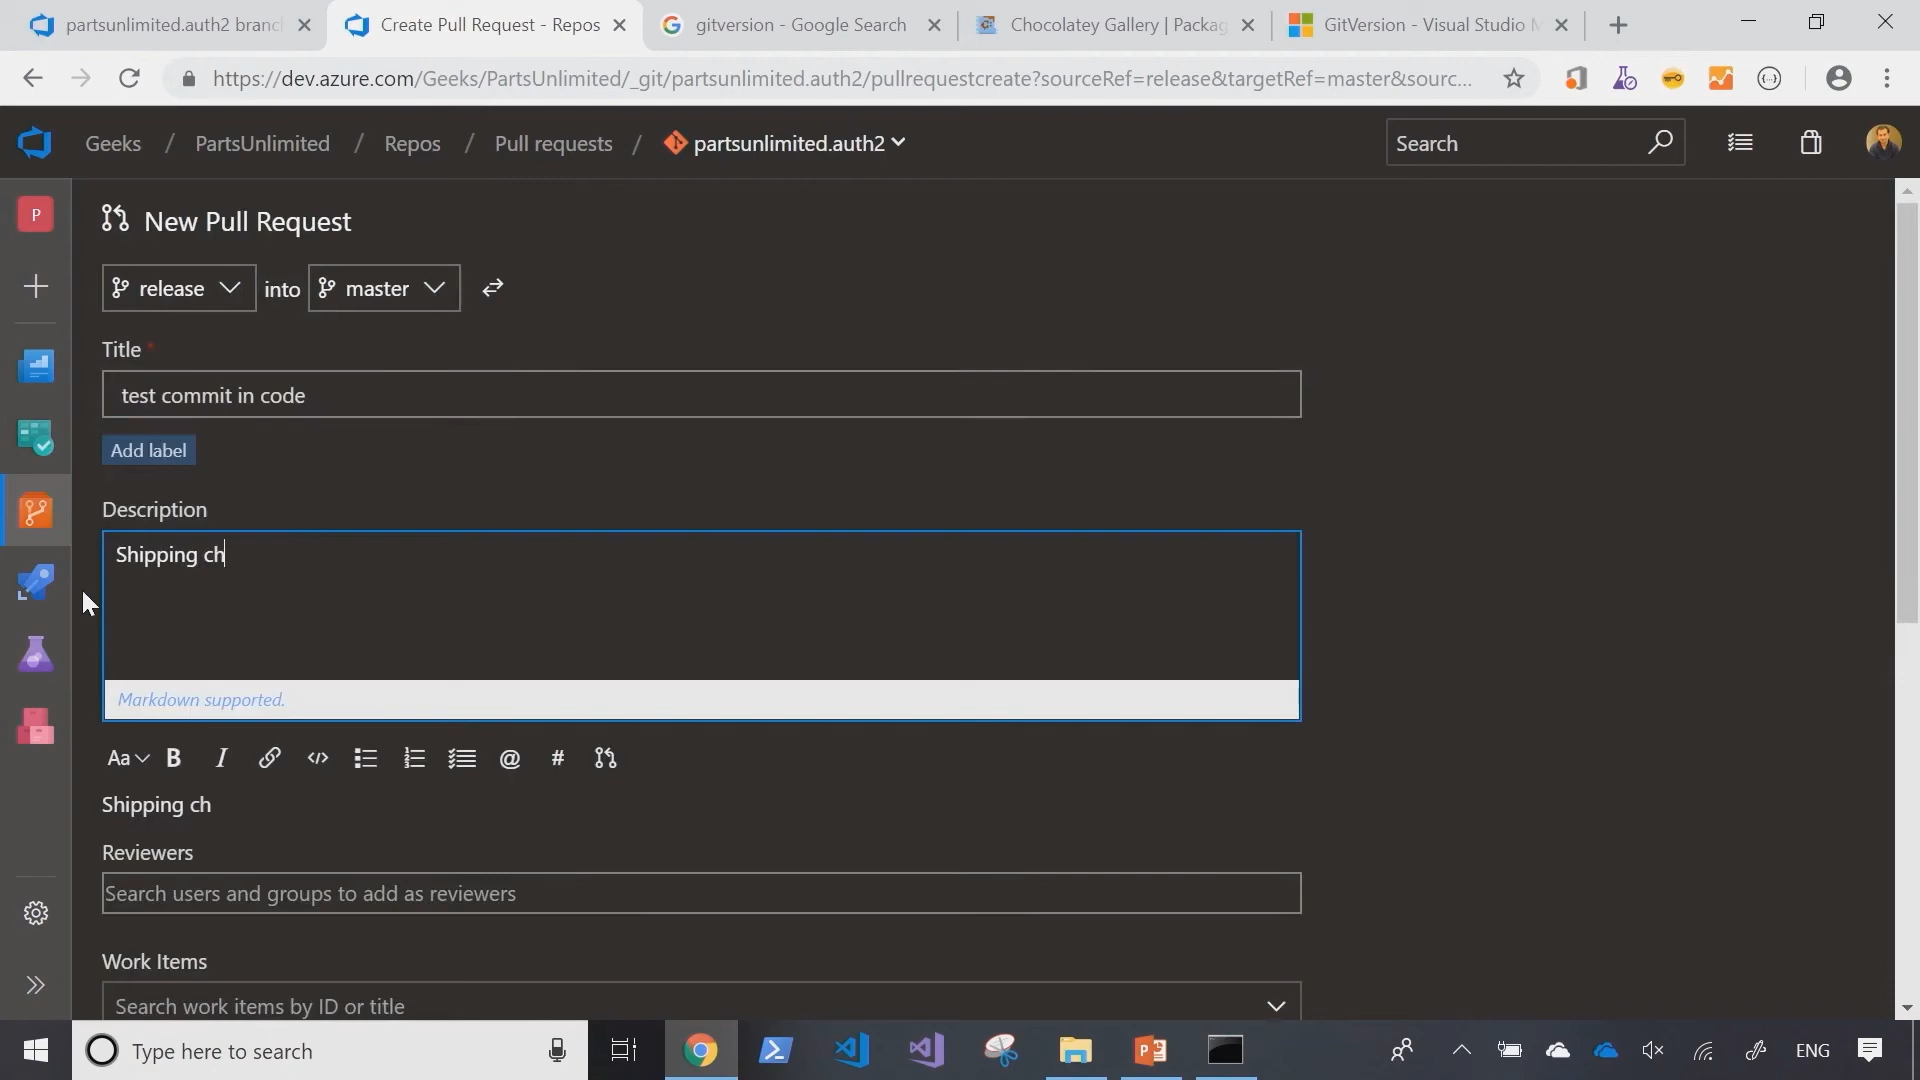 partsunlimited.auth2 branc
Create Pull Request - Repos
gitversion - Google Search
Chocolatey Gallery | Packag
GitVersion - Visual Studio M
https://dev.azure.com/Geeks/PartsUnlimited/_git/partsunlimited.auth2/pullrequestcreate?sourceRef=release&targetRef=master&sourc...
Geeks / PartsUnlimited / Repos / Pull requests / partsunlimited.auth2
Search
P
New Pull Request
release into master
Title *
test commit in code
Add label
Description
Shipping ch
Markdown supported.
Aa B I </> @ #
Shipping ch
Reviewers
Search users and groups to add as reviewers
Work Items
Search work items by ID or title
Type here to search
ENG